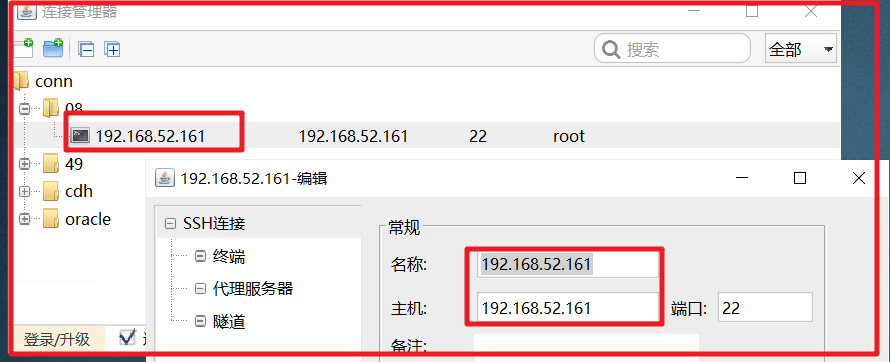 连接管理器
搜索
全部
conn
08
192.168.52.161 192.168.52.161 22 root
49
cdh
oracle
登录/升级
192.168.52.161-编辑
SSH连接
终端
代理服务器
隧道
常规
名称: 192.168.52.161
主机: 192.168.52.161 端口: 22
备注: